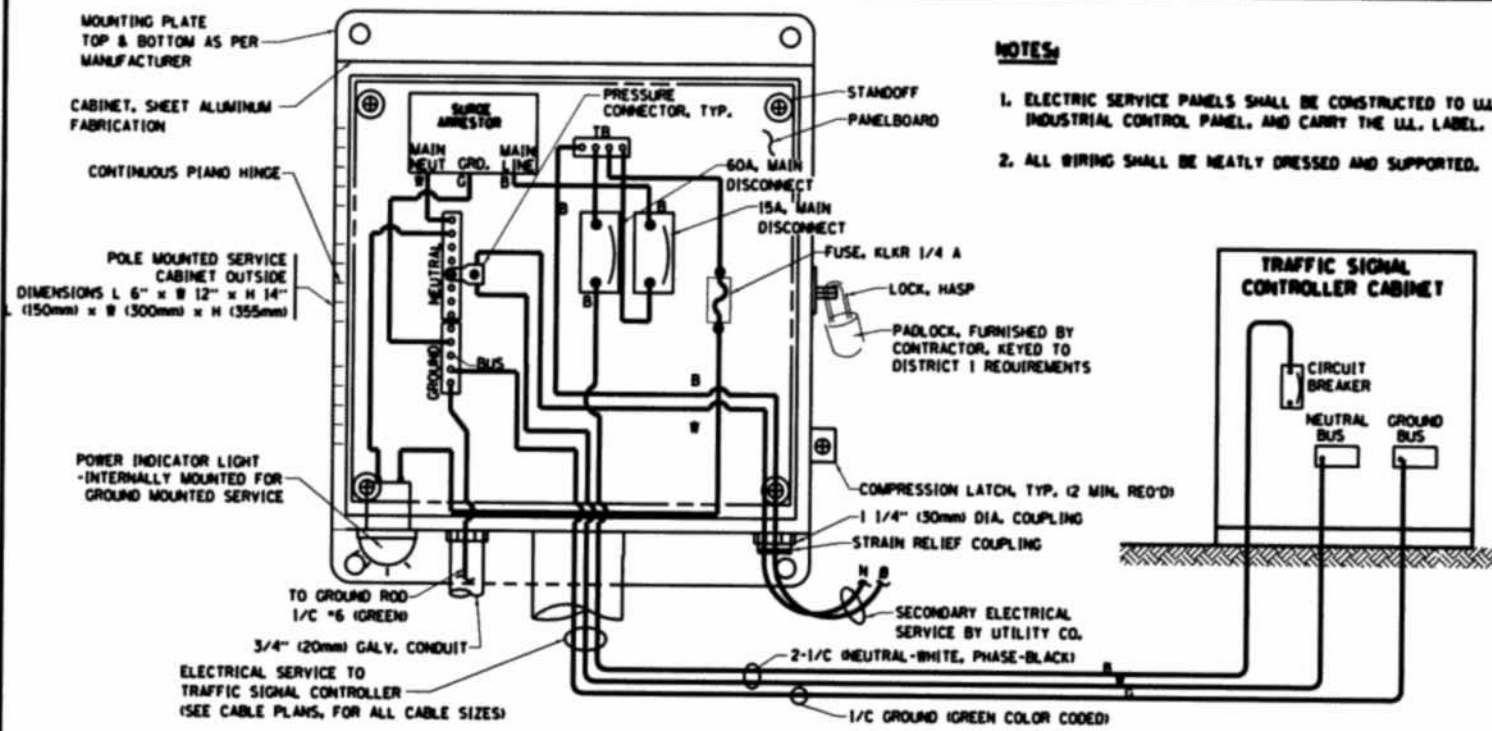 MOUNTING PLATE
TOP & BOTTOM AS PER
MANUFACTURER
CABINET, SHEET ALUMINUM
FABRICATION
CONTINUOUS PIANO HINGE
POLE MOUNTED SERVICE
CABINET OUTSIDE
DIMENSIONS L 6" x W 12" x H 14"
L (150mm) x W (300mm) x H (355mm)
POWER INDICATOR LIGHT
-INTERNALLY MOUNTED FOR
GROUND MOUNTED SERVICE
SURGE
ARRESTOR
MAIN
NEUT
GRD.
MAIN
LINE
W
G
B
PRESSURE
CONNECTOR, TYP.
TB
60A, MAIN
DISCONNECT
15A, MAIN
DISCONNECT
B
B
B
NEUTRAL
GROUND
BUS
B
W
STANDOFF
PANELBOARD
FUSE, KLKR 1/4 A
LOCK, HASP
PADLOCK, FURNISHED BY
CONTRACTOR, KEYED TO
DISTRICT 1 REQUIREMENTS
COMPRESSION LATCH, TYP. (2 MIN. REQ'D)
1 1/4" (30mm) DIA. COUPLING
STRAIN RELIEF COUPLING
N B
SECONDARY ELECTRICAL
SERVICE BY UTILITY CO.
TO GROUND ROD
1/C #6 (GREEN)
3/4" (20mm) GALV. CONDUIT
ELECTRICAL SERVICE TO
TRAFFIC SIGNAL CONTROLLER
(SEE CABLE PLANS, FOR ALL CABLE SIZES)
2-1/C (NEUTRAL-WHITE, PHASE-BLACK)
1/C GROUND (GREEN COLOR CODED)
B
W
G
NOTES:
1. ELECTRIC SERVICE PANELS SHALL BE CONSTRUCTED TO U.L.
INDUSTRIAL CONTROL PANEL, AND CARRY THE U.L. LABEL.
2. ALL WIRING SHALL BE NEATLY DRESSED AND SUPPORTED.
TRAFFIC SIGNAL
CONTROLLER CABINET
CIRCUIT
BREAKER
NEUTRAL
BUS
GROUND
BUS